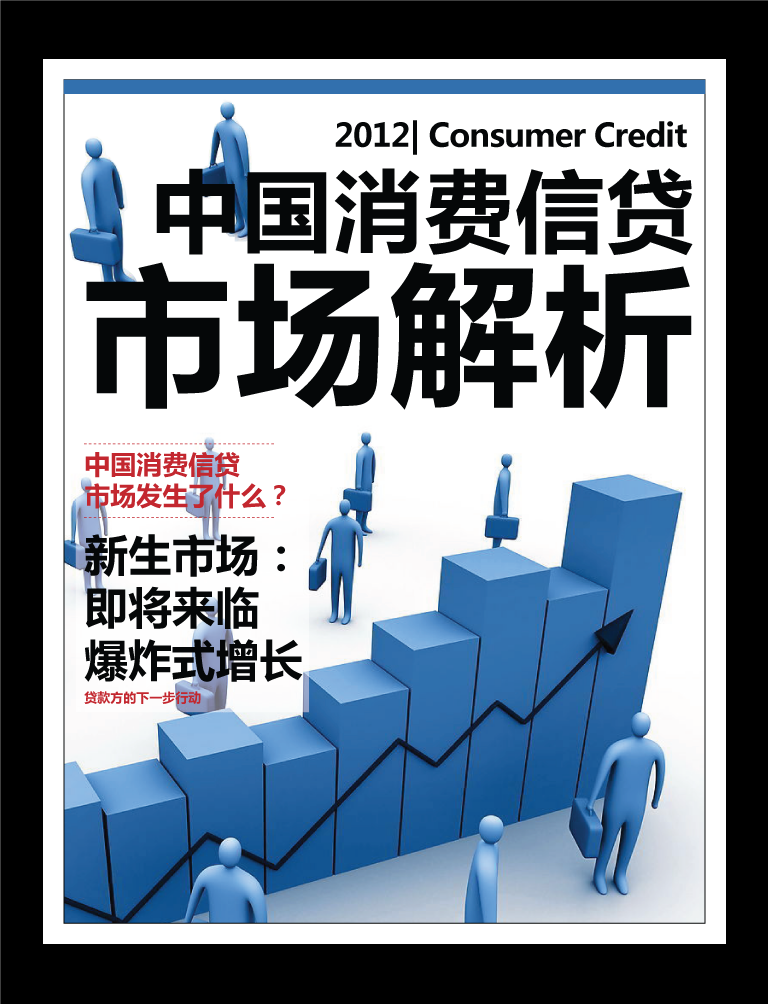 2012| Consumer Credit
中国消费信贷
市场解析
中国消费信贷
市场发生了什么？
新生市场：
即将来临
爆炸式增长
贷款方的下一步行动